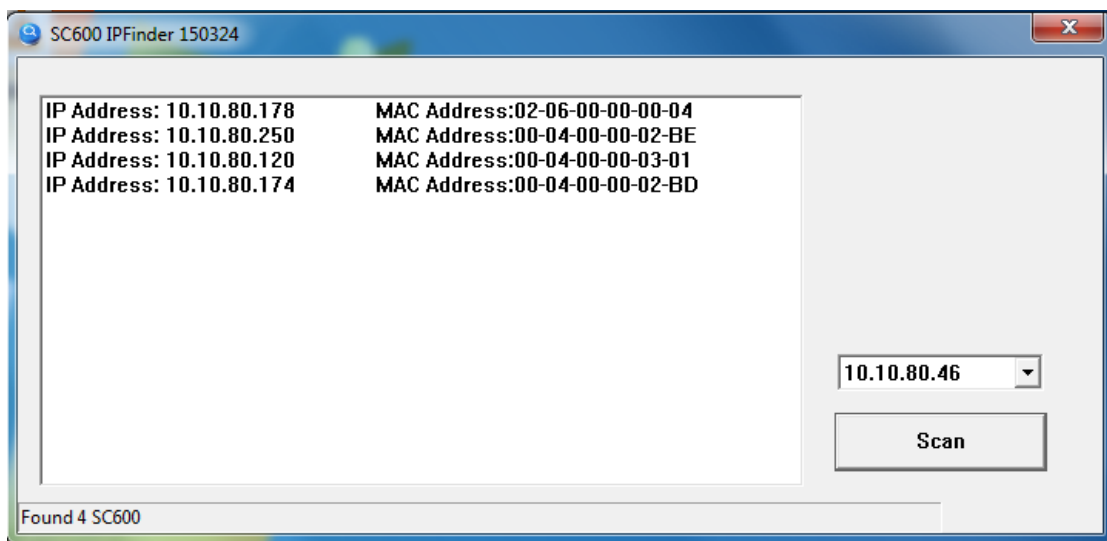 SC600 IPFinder 150324
IP Address: 10.10.80.178 MAC Address:02-06-00-00-00-04
IP Address: 10.10.80.250 MAC Address:00-04-00-00-02-BE
IP Address: 10.10.80.120 MAC Address:00-04-00-00-03-01
IP Address: 10.10.80.174 MAC Address:00-04-00-00-02-BD
10.10.80.46
Scan
Found 4 SC600